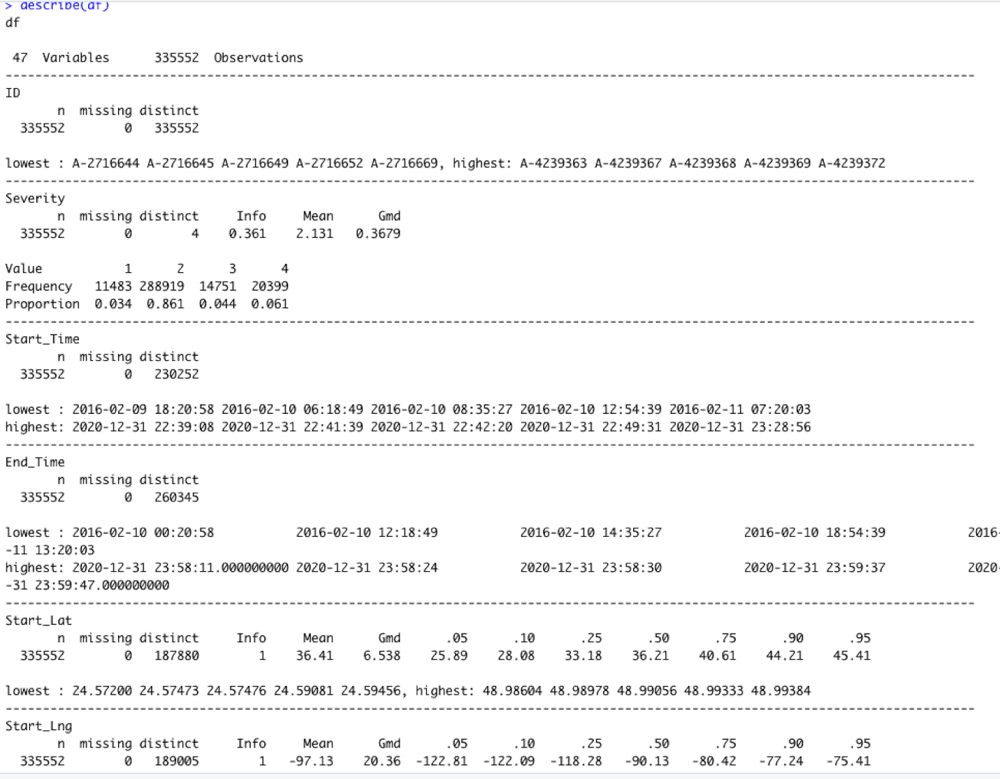 > describe(df)
df
47 Variables 335552 Observations
--------------------------------------------------------------------------------------------------------------------------------
ID
n missing distinct
335552 0 335552
lowest : A-2716644 A-2716645 A-2716649 A-2716652 A-2716669, highest: A-4239363 A-4239367 A-4239368 A-4239369 A-4239372
--------------------------------------------------------------------------------------------------------------------------------
Severity
n missing distinct Info Mean Gmd
335552 0 4 0.361 2.131 0.3679
Value 1 2 3 4
Frequency 11483 288919 14751 20399
Proportion 0.034 0.861 0.044 0.061
--------------------------------------------------------------------------------------------------------------------------------
Start_Time
n missing distinct
335552 0 230252
lowest : 2016-02-09 18:20:58 2016-02-10 06:18:49 2016-02-10 08:35:27 2016-02-10 12:54:39 2016-02-11 07:20:03
highest: 2020-12-31 22:39:08 2020-12-31 22:41:39 2020-12-31 22:42:20 2020-12-31 22:49:31 2020-12-31 23:28:56
--------------------------------------------------------------------------------------------------------------------------------
End_Time
n missing distinct
335552 0 260345
lowest : 2016-02-10 00:20:58 2016-02-10 12:18:49 2016-02-10 14:35:27 2016-02-10 18:54:39 2016-
-11 13:20:03
highest: 2020-12-31 23:58:11.000000000 2020-12-31 23:58:24 2020-12-31 23:58:30 2020-12-31 23:59:37 2020-
-31 23:59:47.000000000
--------------------------------------------------------------------------------------------------------------------------------
Start_Lat
n missing distinct Info Mean Gmd .05 .10 .25 .50 .75 .90 .95
335552 0 187880 1 36.41 6.538 25.89 28.08 33.18 36.21 40.61 44.21 45.41
lowest : 24.57200 24.57473 24.57476 24.59081 24.59456, highest: 48.98604 48.98978 48.99056 48.99333 48.99384
--------------------------------------------------------------------------------------------------------------------------------
Start_Lng
n missing distinct Info Mean Gmd .05 .10 .25 .50 .75 .90 .95
335552 0 189005 1 -97.13 20.36 -122.81 -122.09 -118.28 -90.13 -80.42 -77.24 -75.41